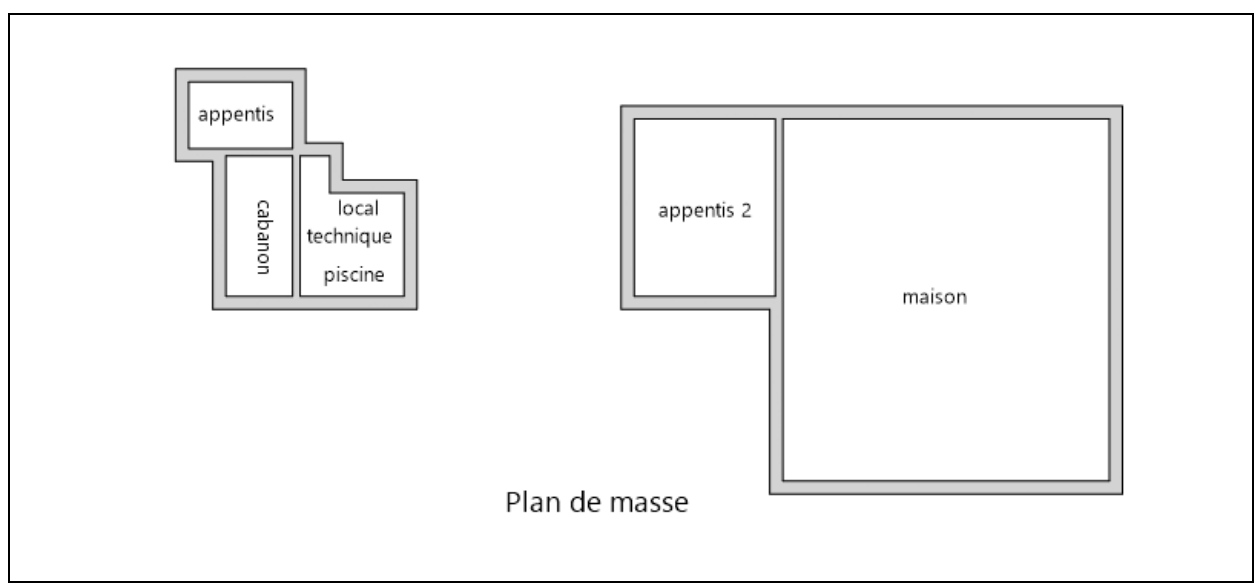 appentis
cabanon
local
technique
piscine
appentis 2
maison
Plan de masse